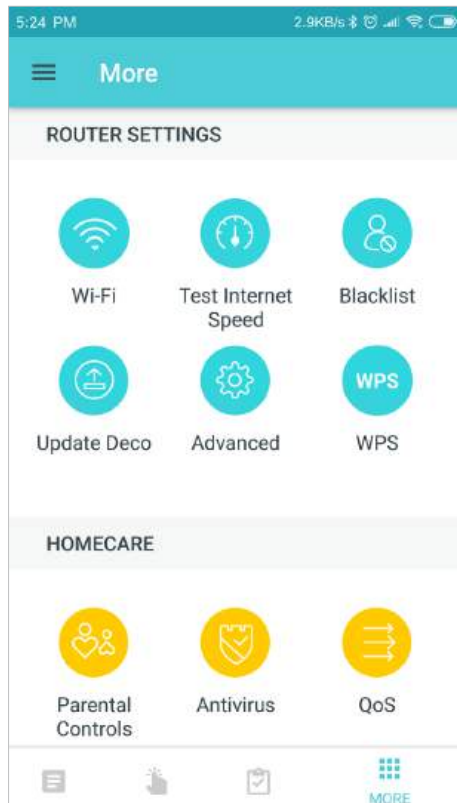 5:24 PM 2.9KB/s
More
ROUTER SETTINGS
Wi-Fi Test Internet Speed Blacklist
Update Deco Advanced WPS WPS
HOMECARE
Parental Controls Antivirus QoS
MORE